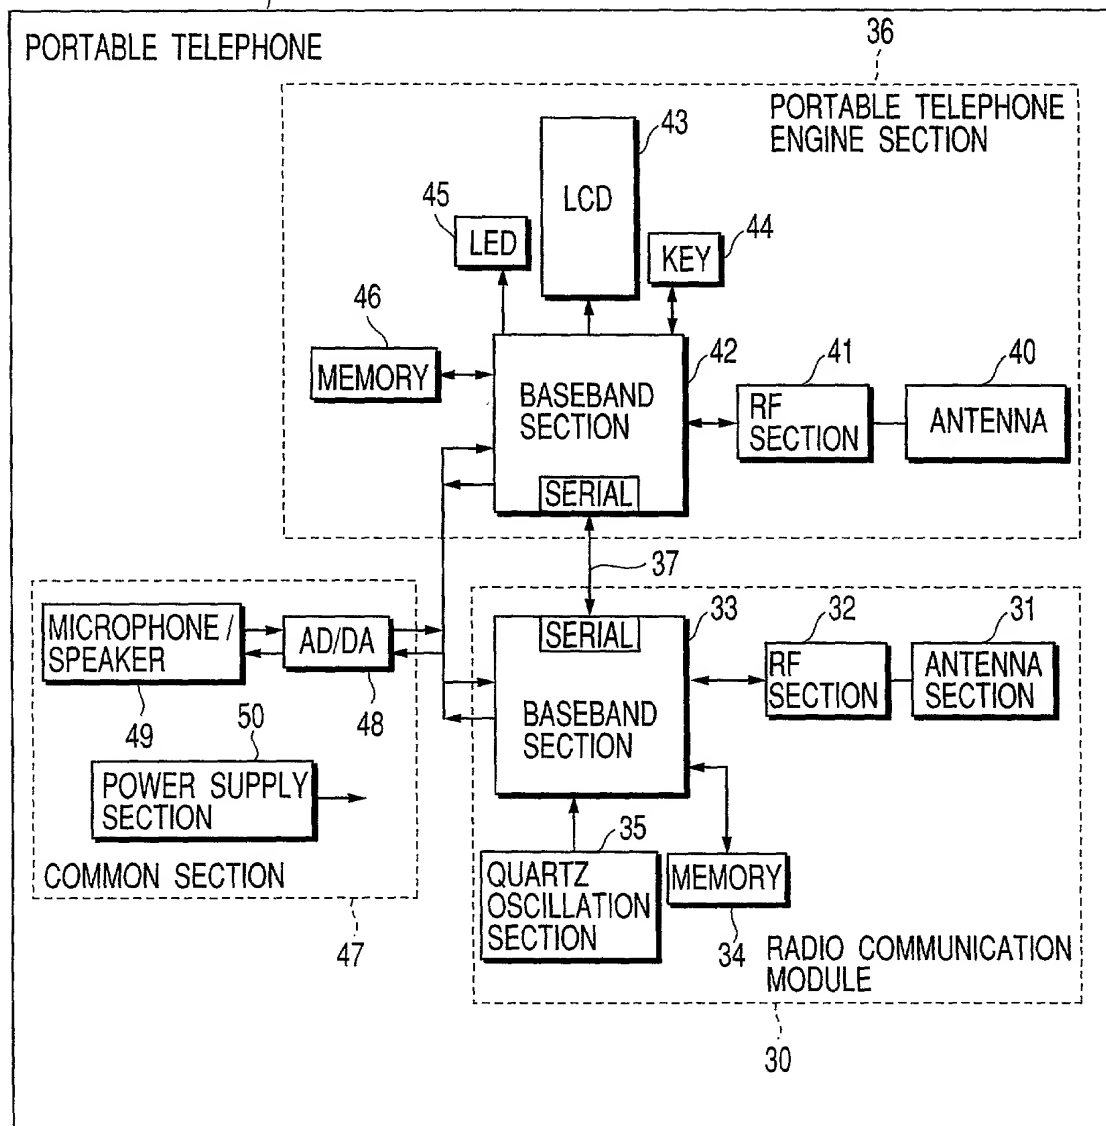 PORTABLE TELEPHONE
36
PORTABLE TELEPHONE
ENGINE SECTION
43
LCD
45
LED
44
KEY
46
MEMORY
42
BASEBAND
SECTION
SERIAL
41
RF
SECTION
40
ANTENNA
37
MICROPHONE /
SPEAKER
49
AD/DA
48
50
POWER SUPPLY
SECTION
COMMON SECTION
47
33
SERIAL
BASEBAND
SECTION
32
RF
SECTION
31
ANTENNA
SECTION
35
QUARTZ
OSCILLATION
SECTION
MEMORY
34
RADIO COMMUNICATION
MODULE
30